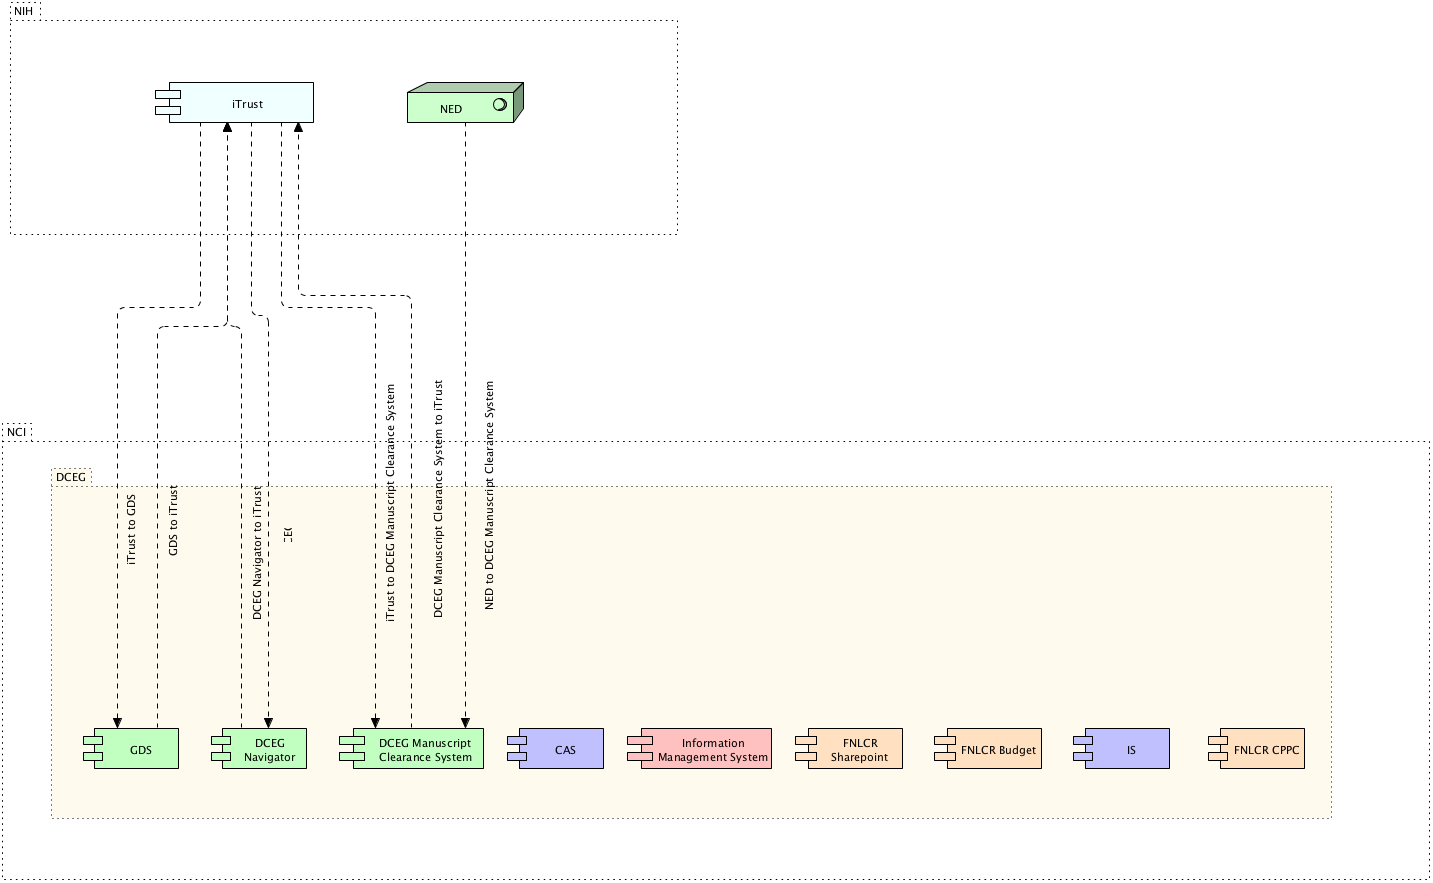 NIH
iTrust
NED
NCI
DCEG
iTrust to GDS
GDS to iTrust
DCEG Navigator to iTrust
iTrust to DCEG Manuscript Clearance System
DCEG Manuscript Clearance System to iTrust
NED to DCEG Manuscript Clearance System
GDS
DCEG
Navigator
DCEG Manuscript
Clearance System
CAS
Information
Management System
FNLCR
Sharepoint
FNLCR Budget
IS
FNLCR CPPC